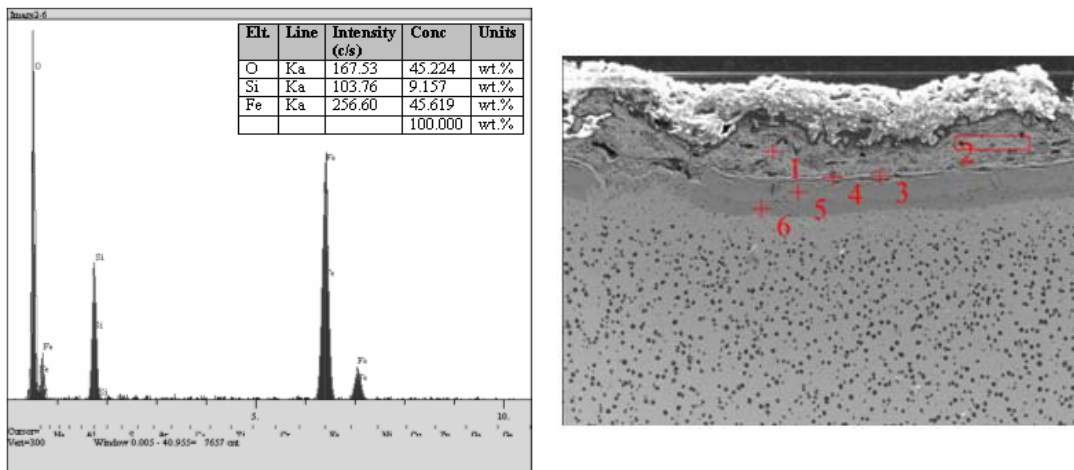 Image2-6
Elt. Line Intensity (c/s) Conc Units
O Ka 167.53 45.224 wt.%
Si Ka 103.76 9.157 wt.%
Fe Ka 256.60 45.619 wt.%
100.000 wt.%
O
Fe
Si
Si
Si
Fe
Fe
5.
10.
Cursor=
Vert=300 Window 0.005 - 40.955= 7657 cnt
1
2
3
4
5
6